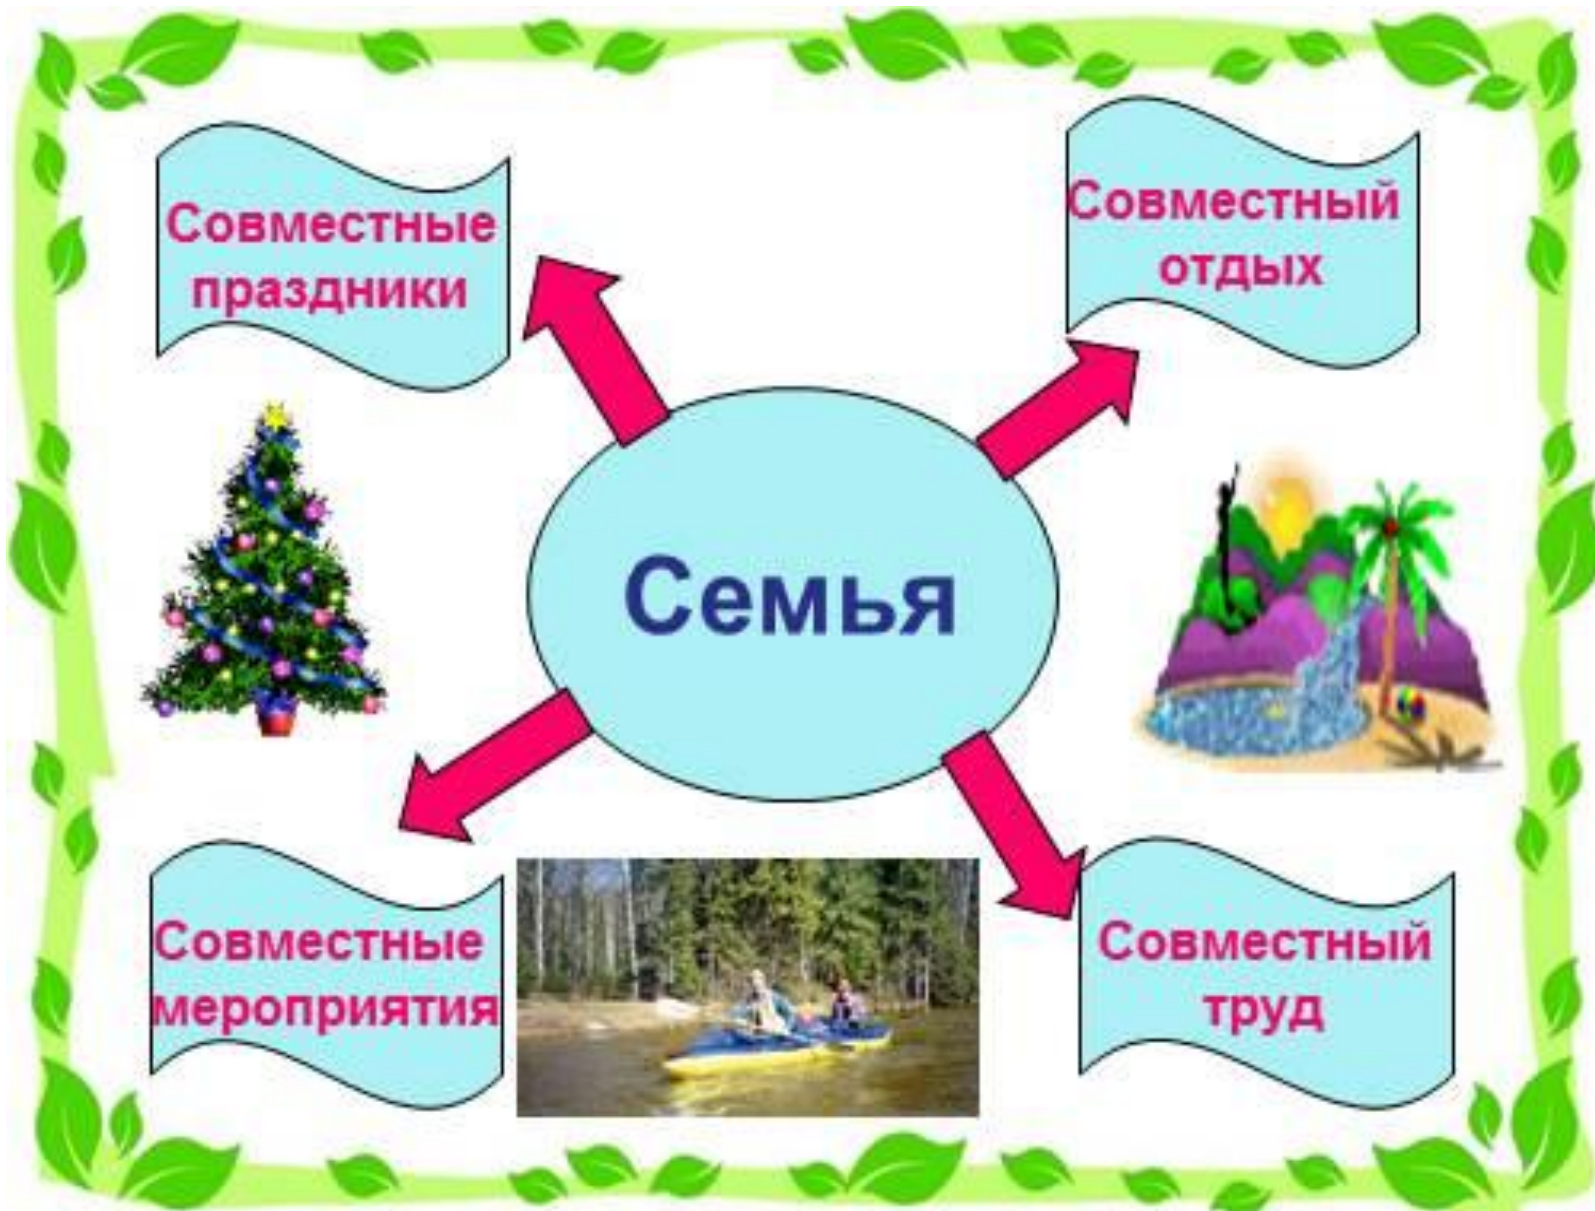 Совместные
праздники
Совместный
отдых
Семья
Совместные
мероприятия
Совместный
труд